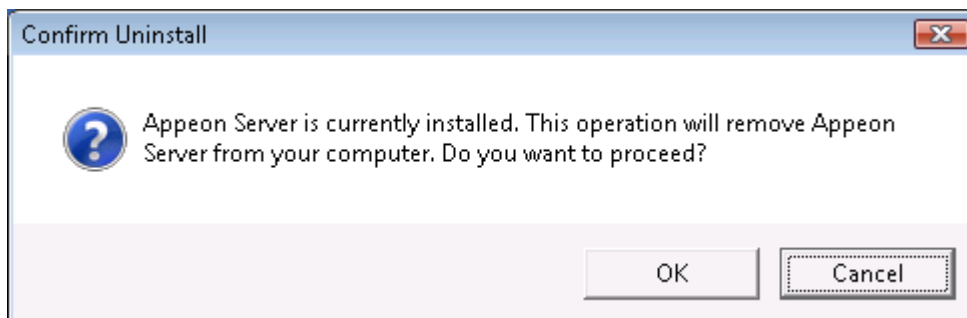 Confirm Uninstall
Appeon Server is currently installed. This operation will remove Appeon
Server from your computer. Do you want to proceed?
OK
Cancel